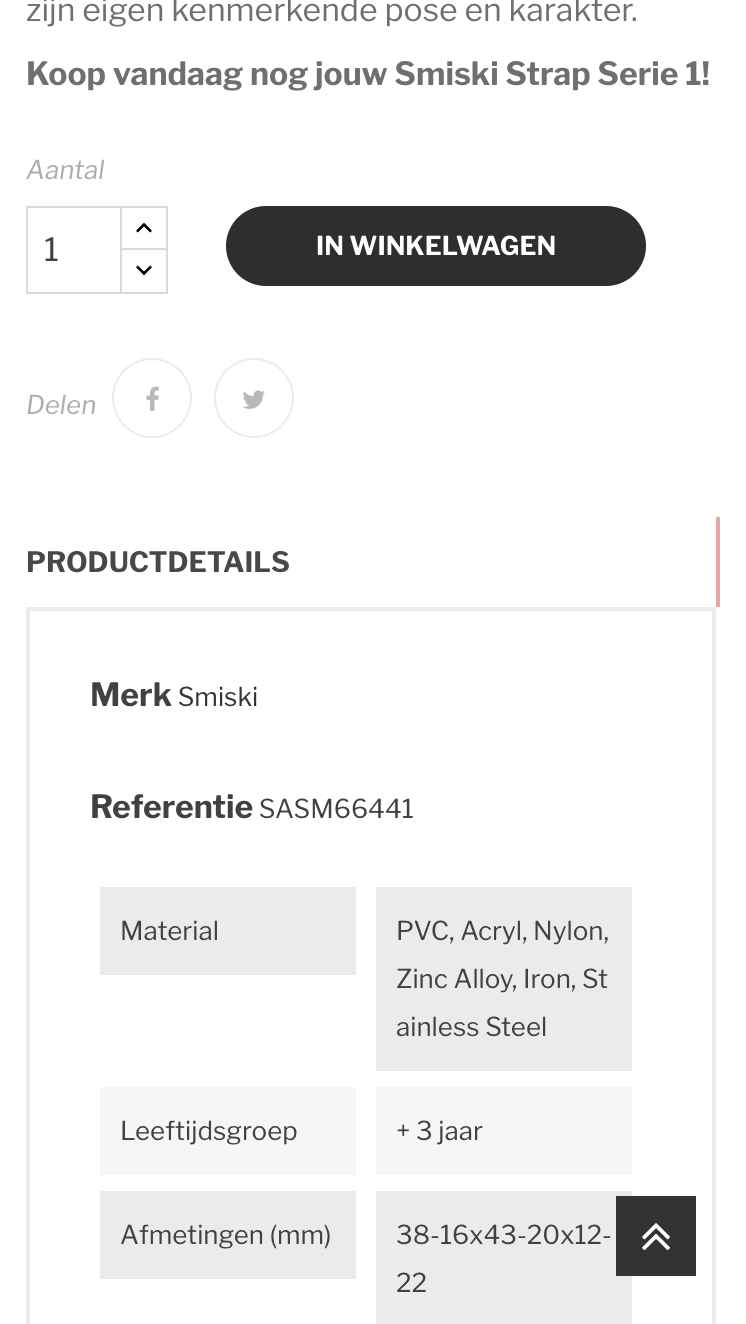 zijn eigen kenmerkende pose en karakter.
Koop vandaag nog jouw Smiski Strap Serie 1!
Aantal
1
IN WINKELWAGEN
Delen
PRODUCTDETAILS
Merk Smiski
Referentie SASM66441
Material
PVC, Acryl, Nylon,
Zinc Alloy, Iron, St
ainless Steel
Leeftijdsgroep
+ 3 jaar
Afmetingen (mm)
38-16x43-20x12-
22